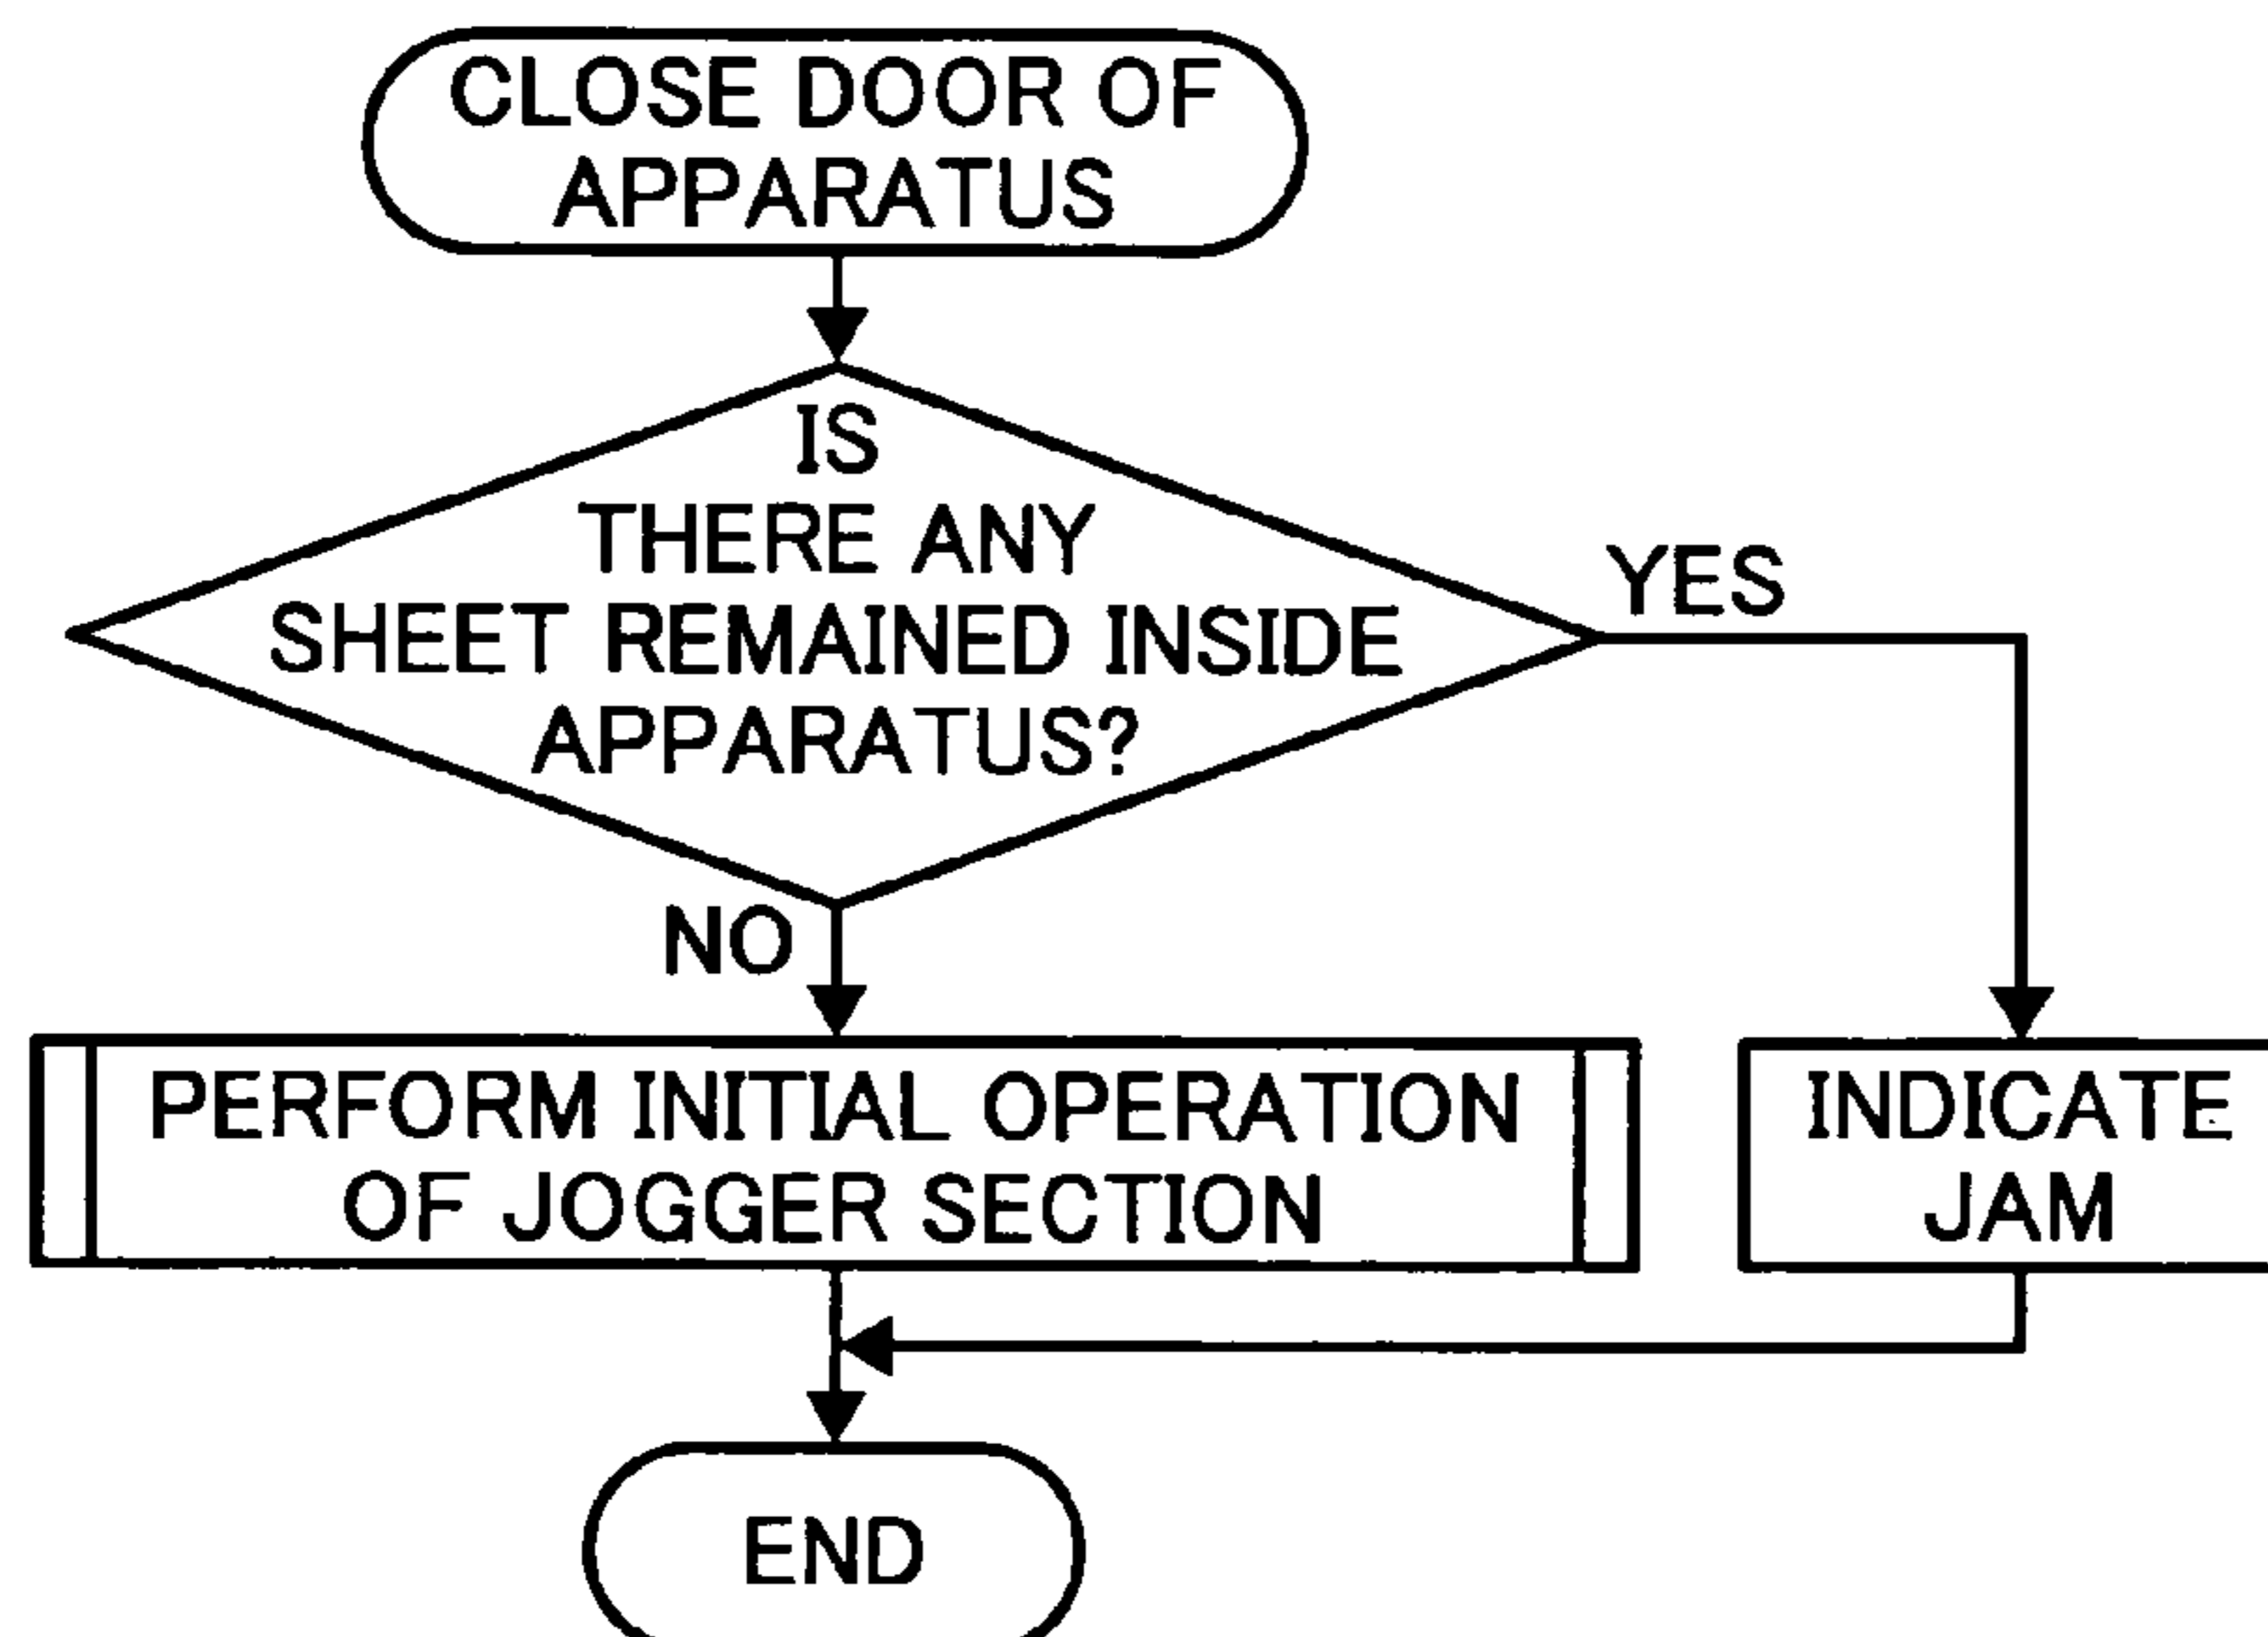 CLOSE DOOR OF
APPARATUS
IS
THERE ANY
SHEET REMAINED INSIDE
APPARATUS?
YES
NO
PERFORM INITIAL OPERATION
OF JOGGER SECTION
INDICATE
JAM
END